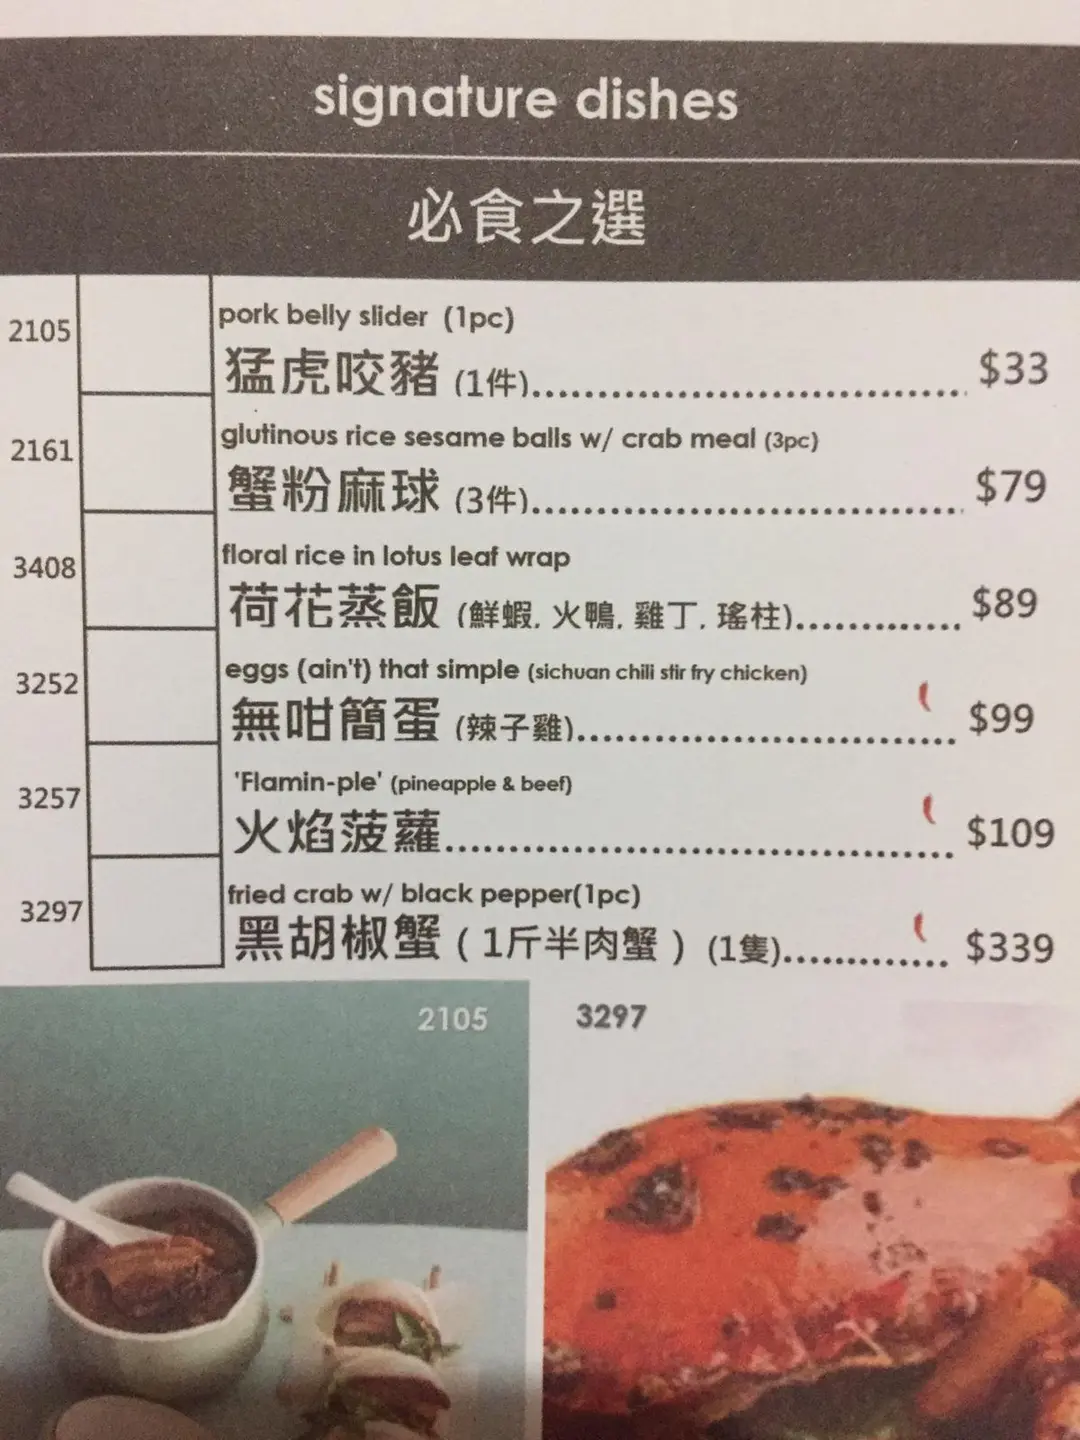 signature dishes
必食之選
pork belly slider (1pc)
2105 猛虎咬豬 (1件)........................................ $33
glutinous rice sesame balls w/ crab meal (3pc)
2161 蟹粉麻球 (3件)........................................ $79
floral rice in lotus leaf wrap
3408 荷花蒸飯 (鮮蝦, 火鴨, 雞丁, 瑤柱)............. $89
eggs (ain't) that simple (sichuan chili stir fry chicken)
3252 無咁簡蛋 (辣子雞)................................... $99
'Flamin-ple' (pineapple & beef)
3257 火焰菠蘿............................................... $109
fried crab w/ black pepper(1pc)
3297 黑胡椒蟹 ( 1斤半肉蟹 ) (1隻)............. $339
2105 3297